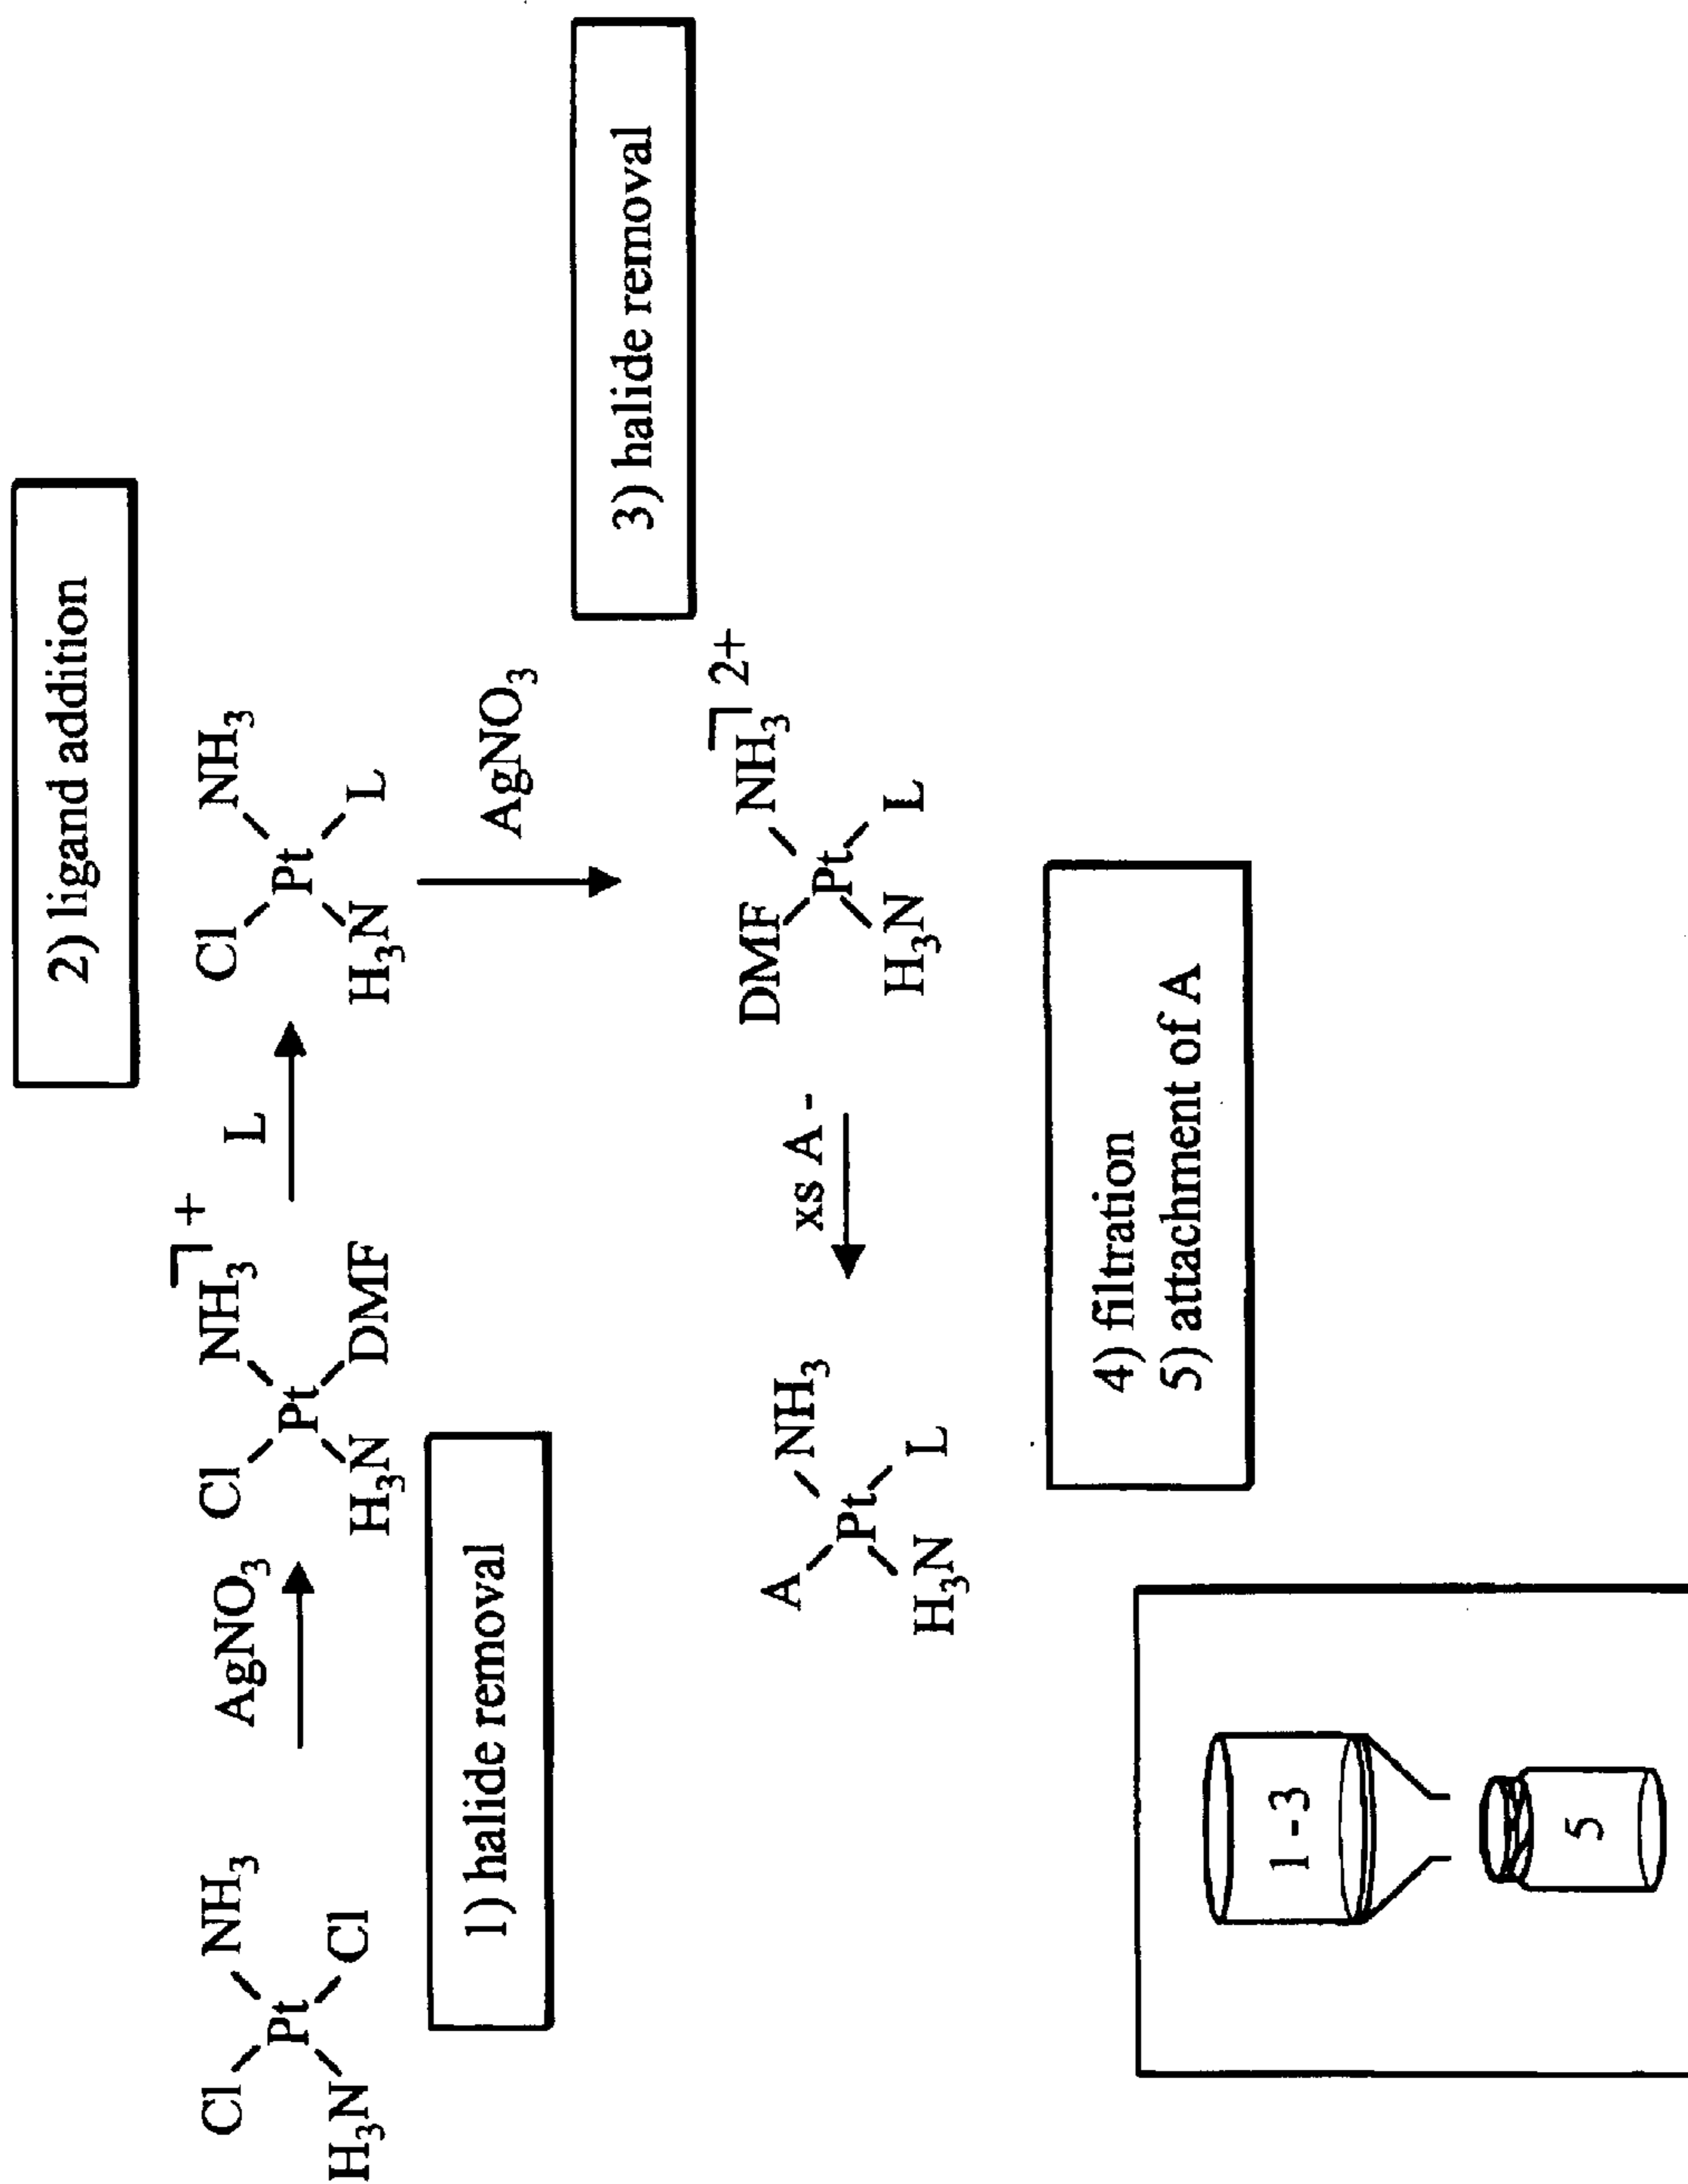 Cl NH3
Pt
H3N Cl
AgNO3
1) halide removal
Cl NH3 ⌉+
Pt
H3N DMF
L
2) ligand addition
Cl NH3
Pt
H3N L
AgNO3
3) halide removal
DMF NH3 ⌉2+
Pt
H3N L
xs A -
A NH3
Pt
H3N L
4) filtration
5) attachment of A
1-3
5